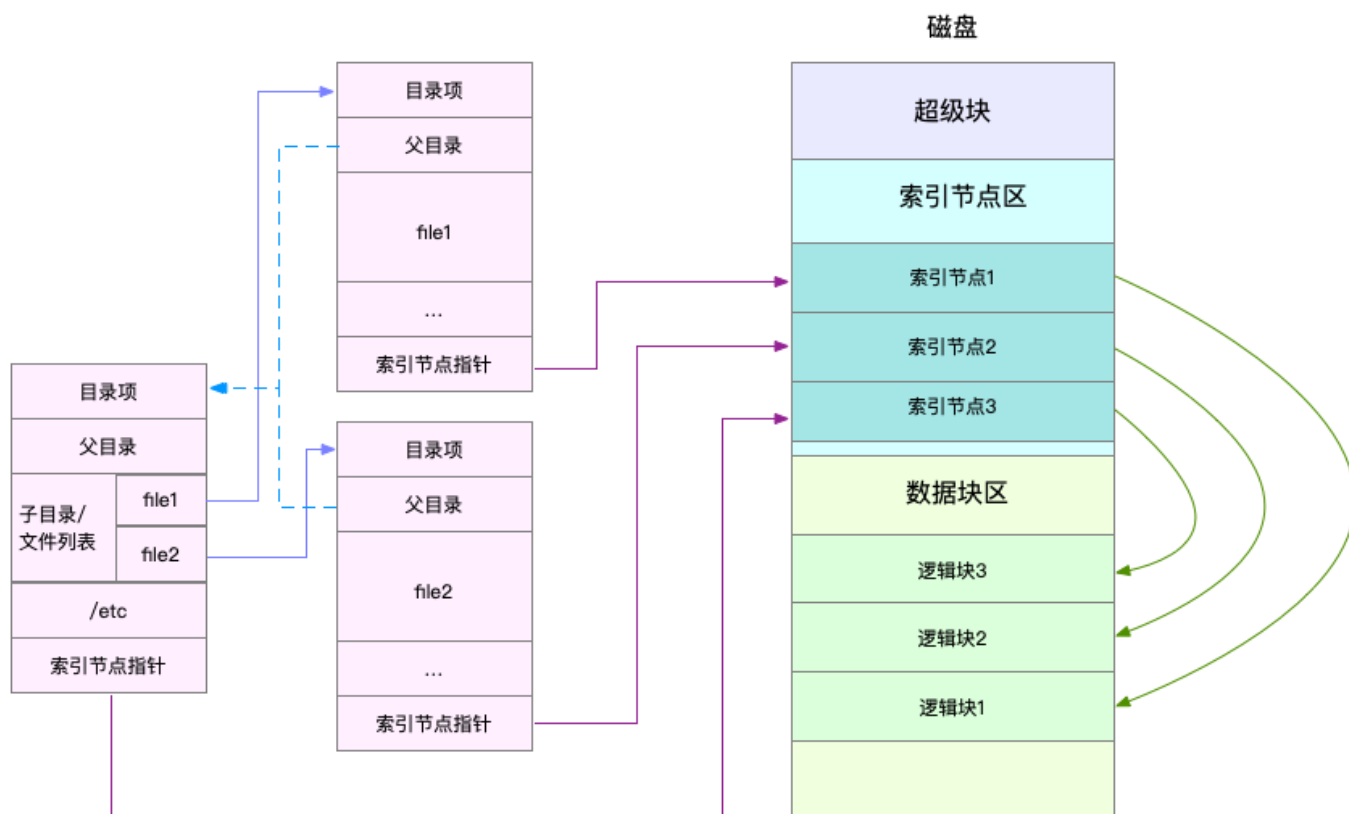 磁盘
目录项
父目录
file1
...
索引节点指针
目录项
父目录
子目录/
文件列表
file1
file2
/etc
索引节点指针
目录项
父目录
file2
...
索引节点指针
超级块
索引节点区
索引节点1
索引节点2
索引节点3
数据块区
逻辑块3
逻辑块2
逻辑块1